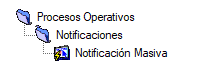 Procesos Operativos
Notificaciones
Notificación Masiva